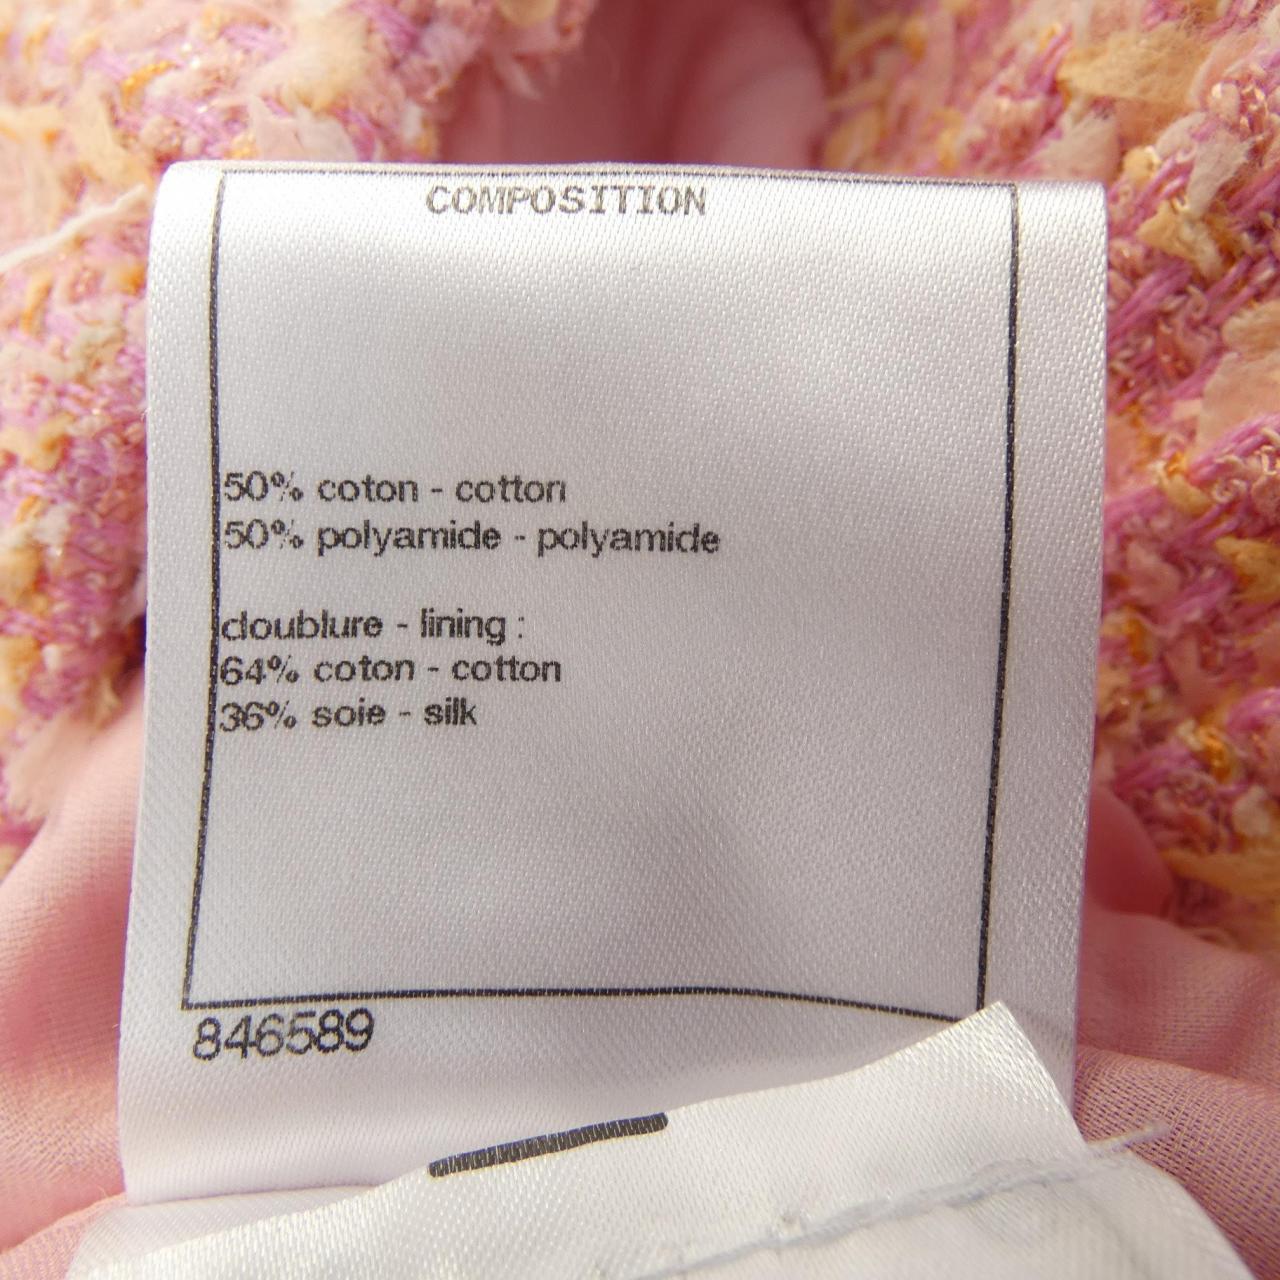 COMPOSITION
50% coton - cotton
50% polyamide - polyamide
doublure - lining :
64% coton - cotton
36% soie - silk
846589